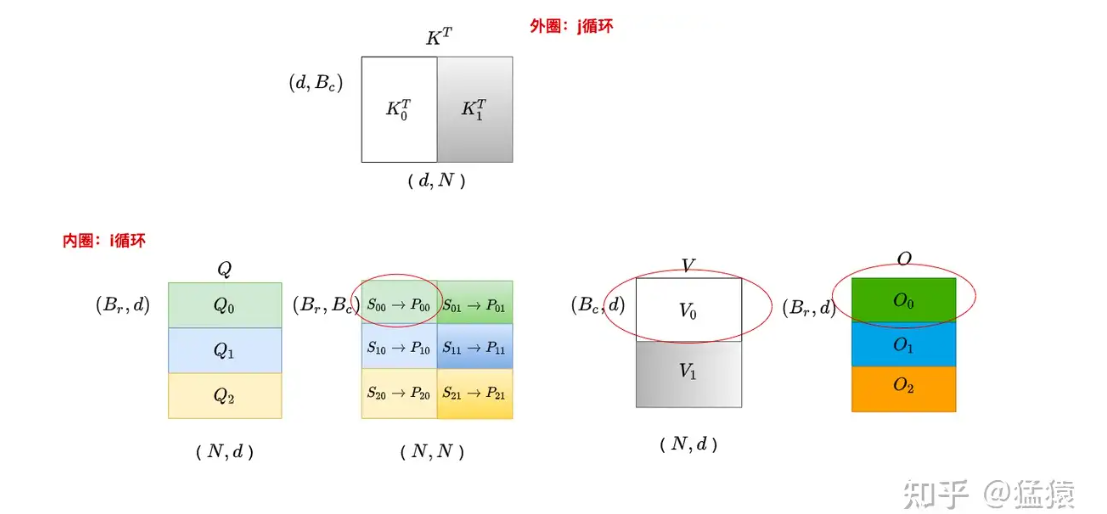 外圈：j循环
$K^T$
$(d, B_c)$
$K_0^T$ $K_1^T$
（$d, N$）
内圈：i循环
$Q$ $V$ $O$
$(B_r, d)$ $Q_0$ $(B_r, B_c)$ $S_{00} \to P_{00}$ $S_{01} \to P_{01}$ $(B_c, d)$ $V_0$ $(B_r, d)$ $O_0$
$Q_1$ $S_{10} \to P_{10}$ $S_{11} \to P_{11}$ $V_1$ $O_1$
$Q_2$ $S_{20} \to P_{20}$ $S_{21} \to P_{21}$ $O_2$
（$N, d$） （$N, N$） （$N, d$）
知乎 @猛猿